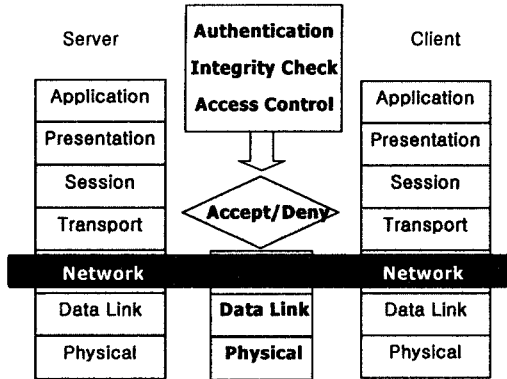 Server
Authentication
Integrity Check
Access Control
Client
Application
Presentation
Session
Transport
Network
Data Link
Physical
Accept/Deny
Data Link
Physical
Application
Presentation
Session
Transport
Network
Data Link
Physical